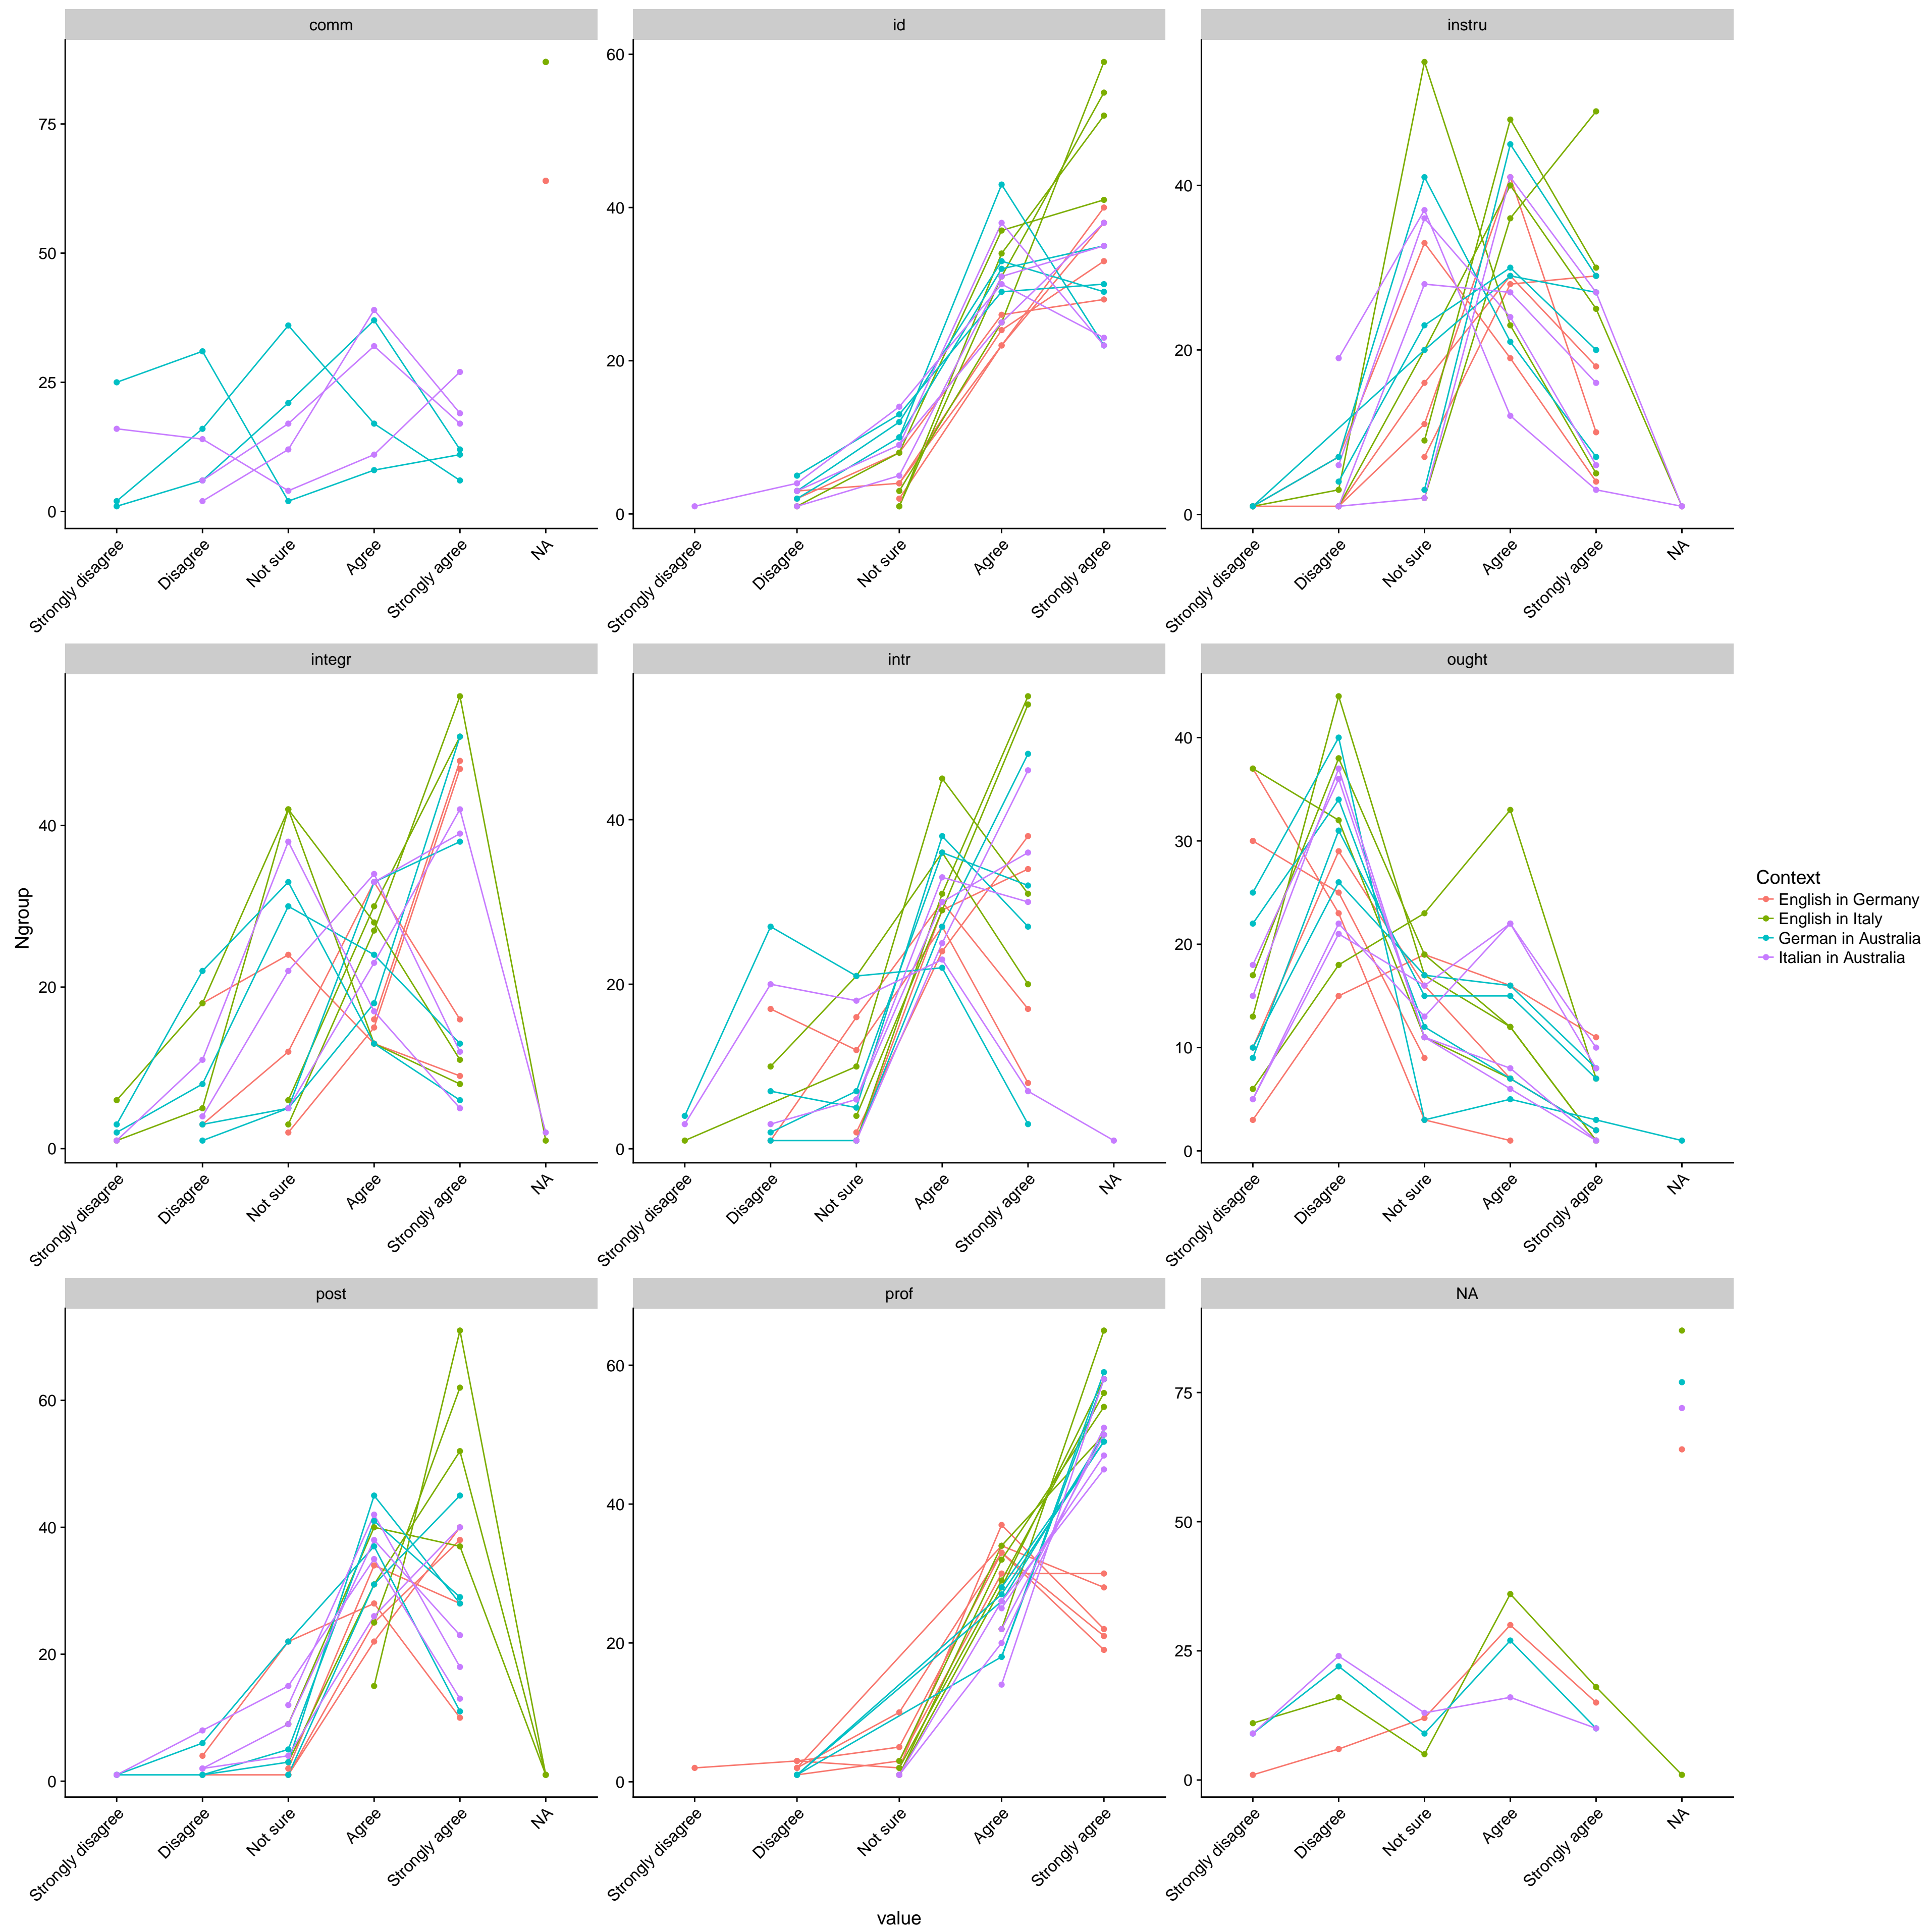 comm
id
instru
75
50
25
0
60
40
20
0
40
20
0
Strongly disagree
Disagree
Not sure
Agree
Strongly agree
NA
Strongly disagree
Disagree
Not sure
Agree
Strongly agree
Strongly disagree
Disagree
Not sure
Agree
Strongly agree
NA
integr
intr
ought
Ngroup
40
20
0
40
20
0
40
30
20
10
0
Strongly disagree
Disagree
Not sure
Agree
Strongly agree
NA
Strongly disagree
Disagree
Not sure
Agree
Strongly agree
NA
Strongly disagree
Disagree
Not sure
Agree
Strongly agree
NA
Context
English in Germany
English in Italy
German in Australia
Italian in Australia
post
prof
NA
60
40
20
0
60
40
20
0
75
50
25
0
Strongly disagree
Disagree
Not sure
Agree
Strongly agree
NA
Strongly disagree
Disagree
Not sure
Agree
Strongly agree
Strongly disagree
Disagree
Not sure
Agree
Strongly agree
NA
value